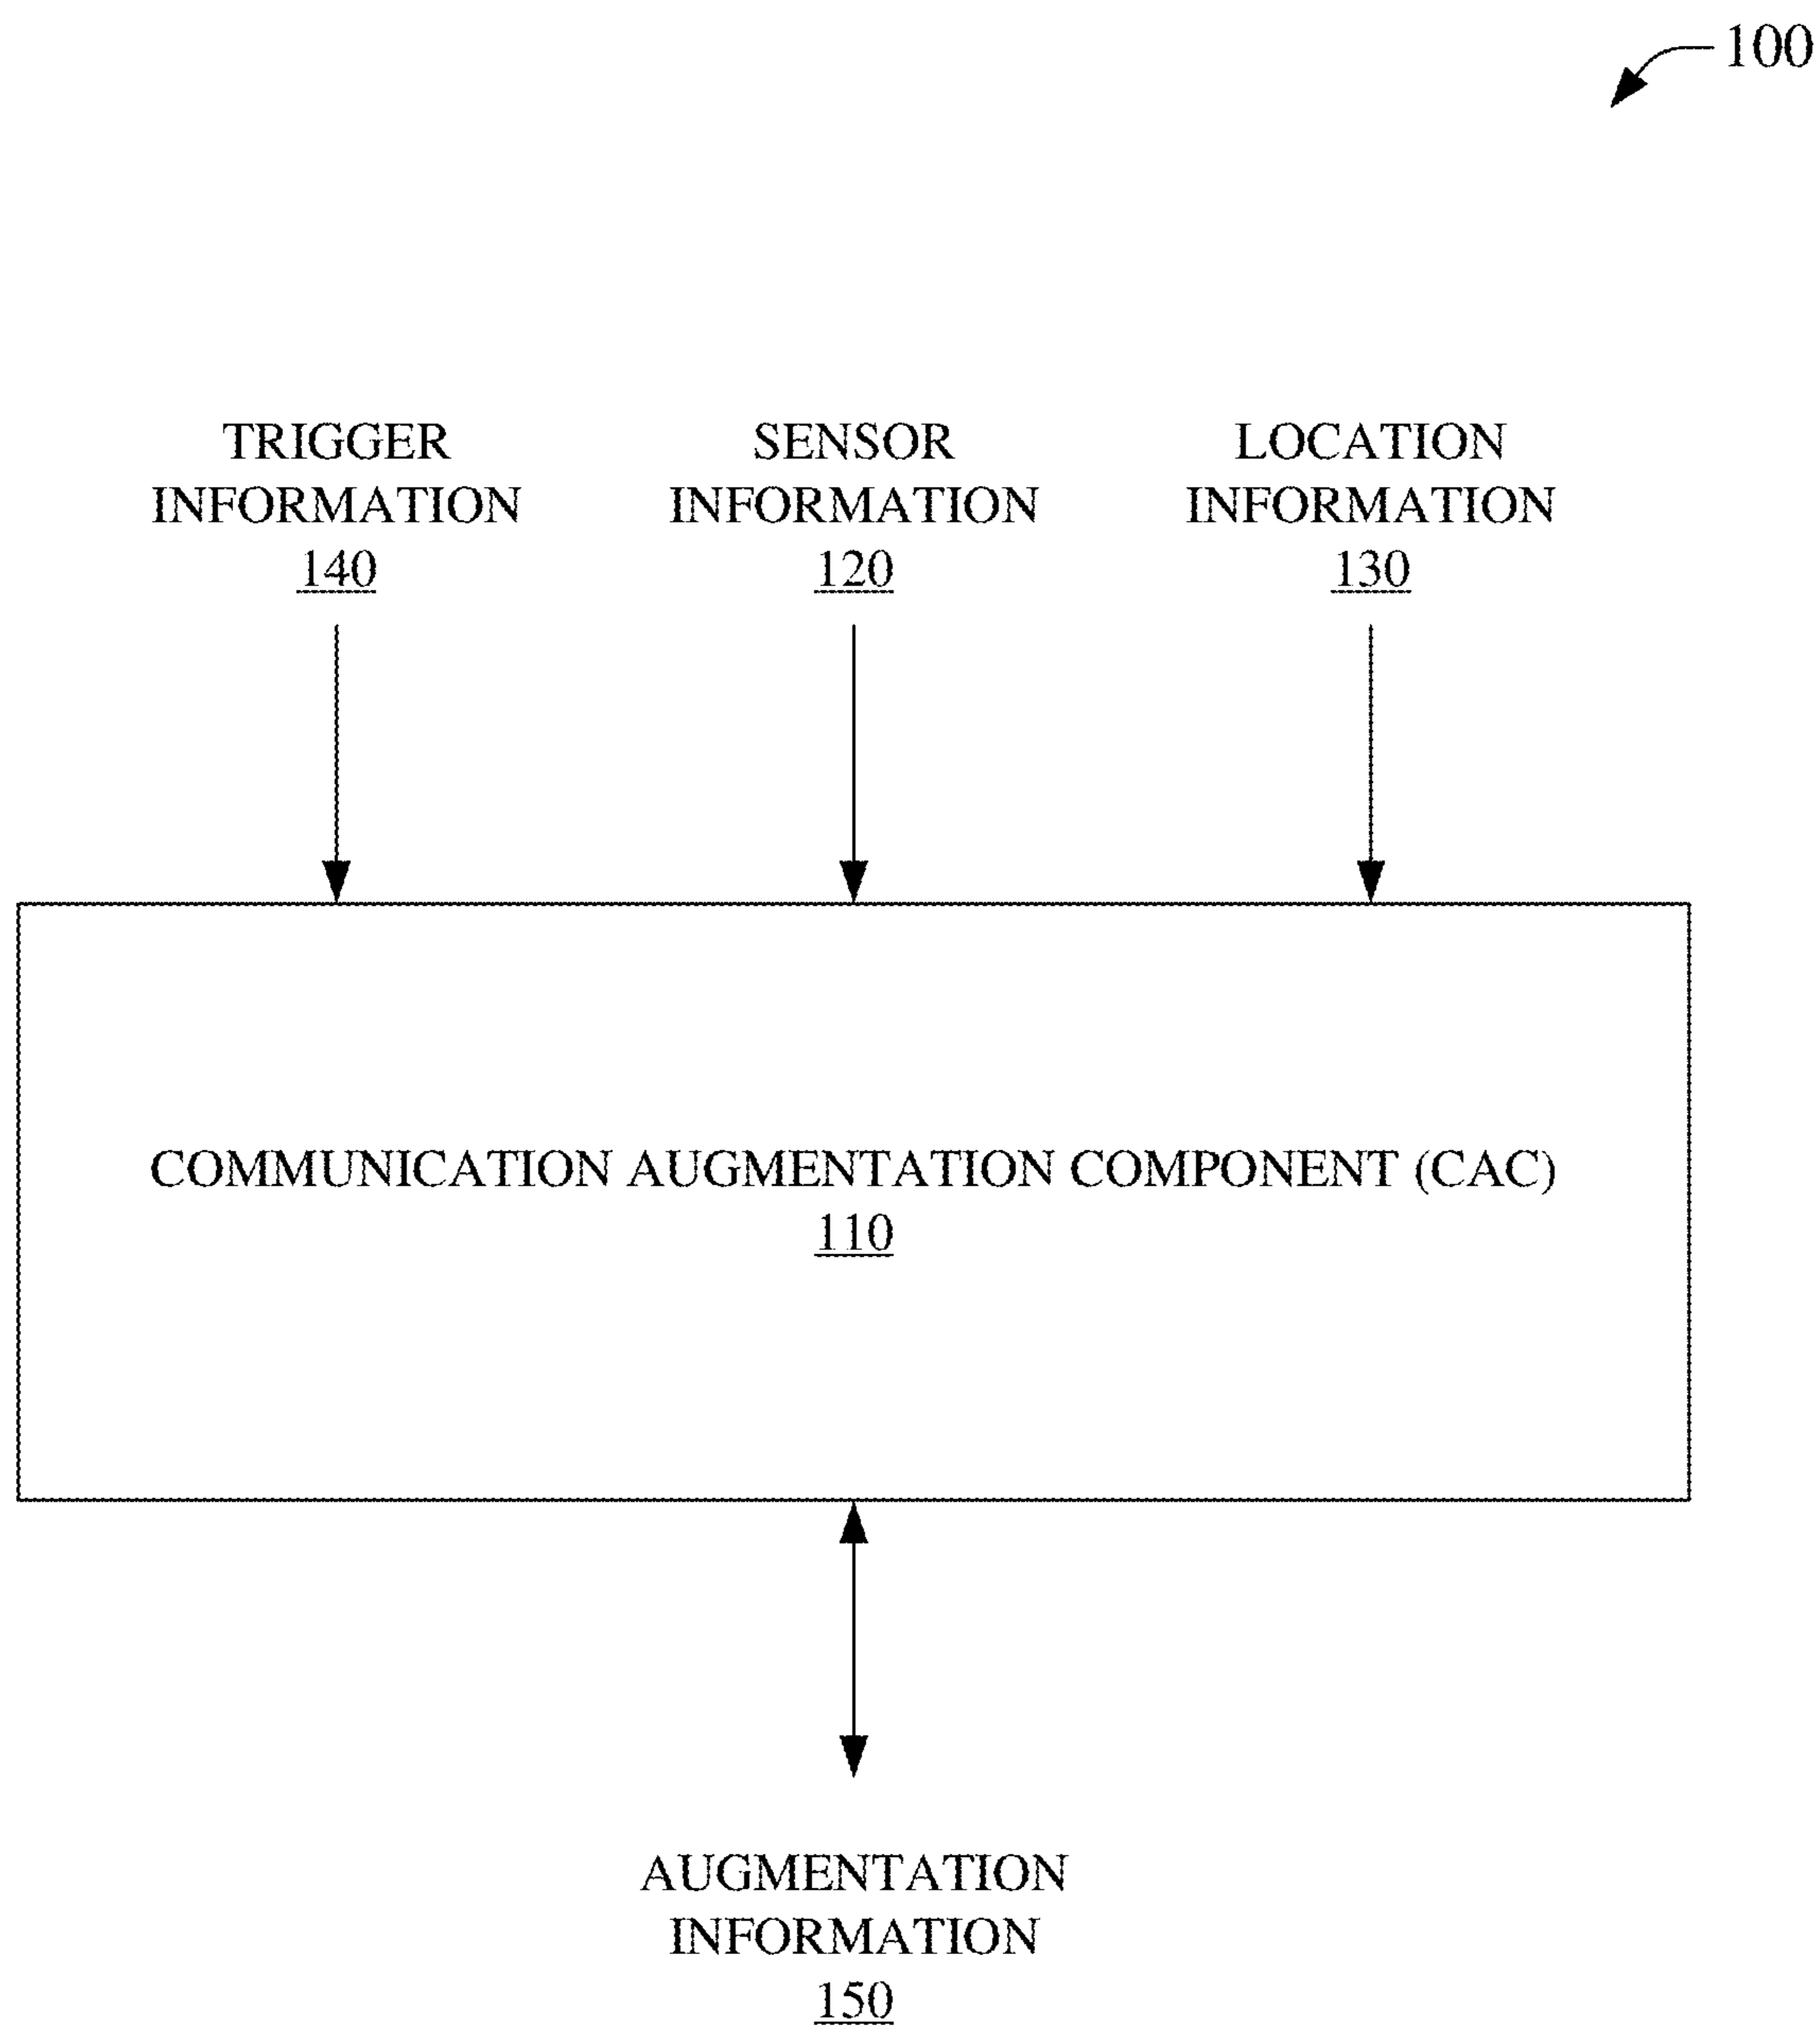 100
TRIGGER
INFORMATION
140
SENSOR
INFORMATION
120
LOCATION
INFORMATION
130
COMMUNICATION AUGMENTATION COMPONENT (CAC)
110
AUGMENTATION
INFORMATION
150